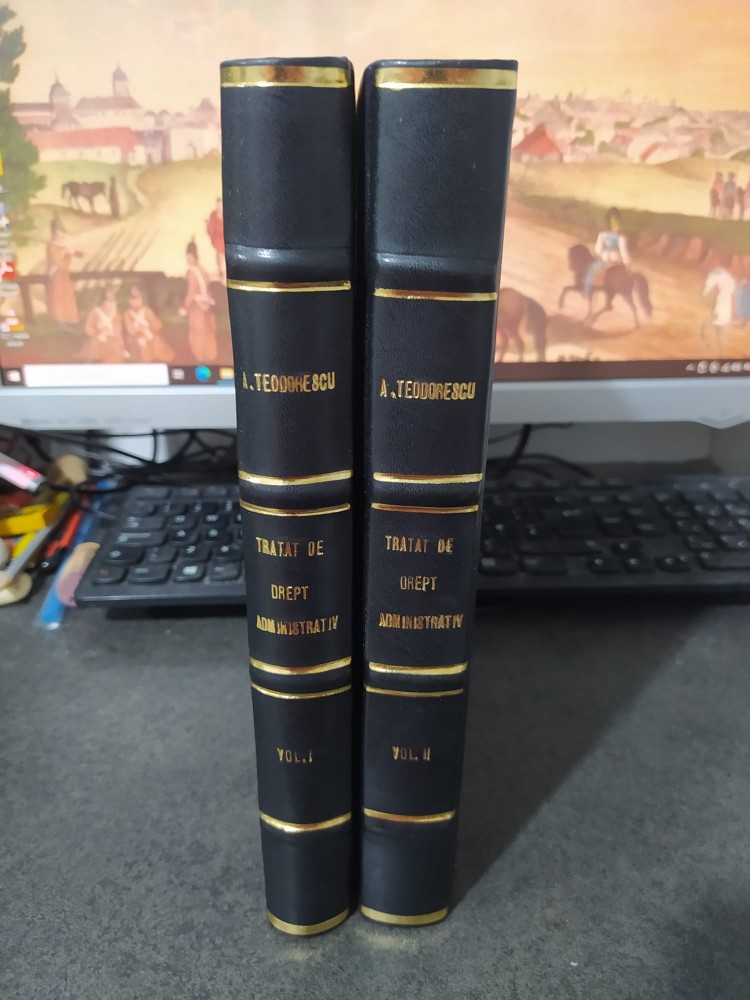 A. TEODORESCU
TRATAT DE
DREPT
ADMINISTRATIV
VOL. I
A. TEODORESCU
TRATAT DE
DREPT
ADMINISTRATIV
VOL. II